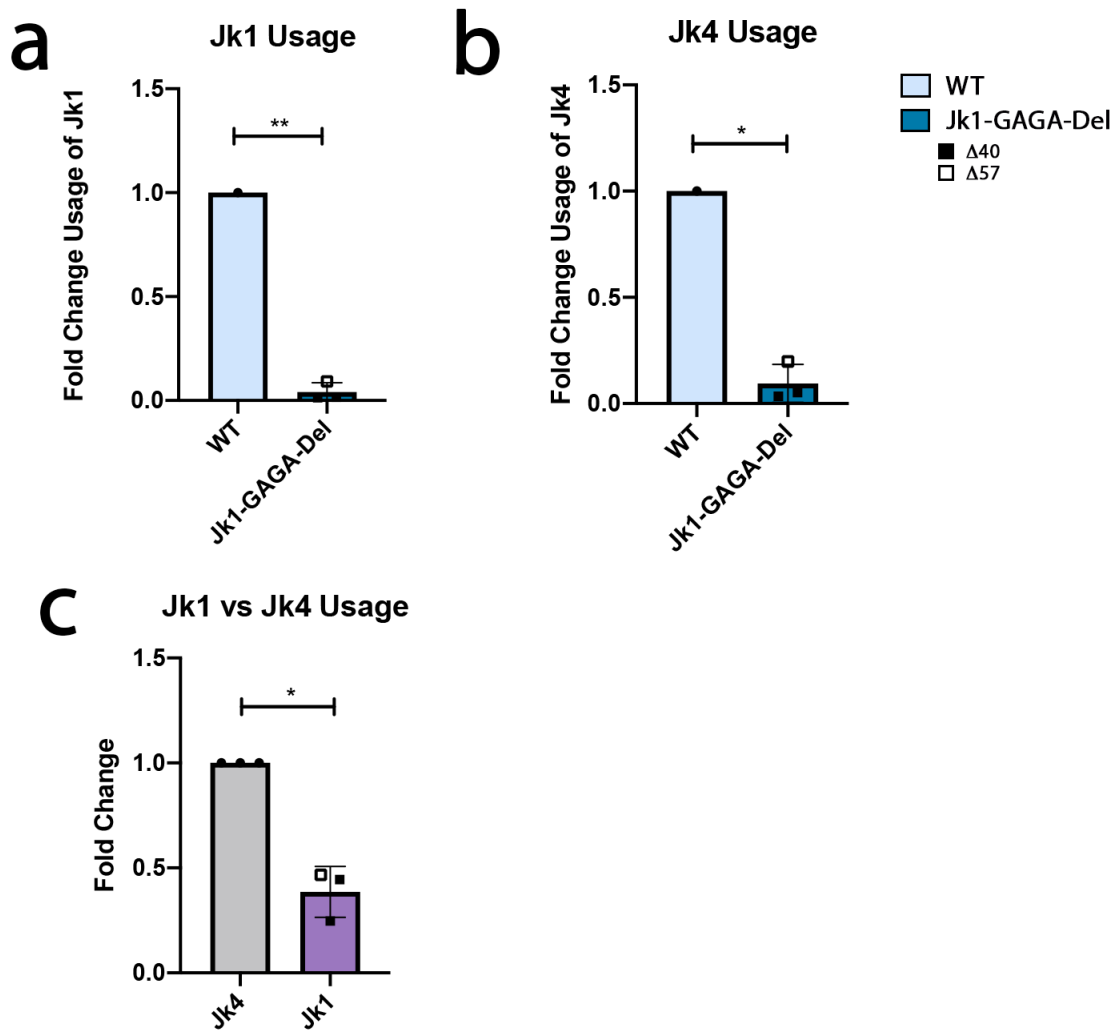 a
Jk1 Usage
Fold Change Usage of Jk1
1.5
1.0
0.5
0.0
**
WT
Jk1-GAGA-Del
b
Jk4 Usage
Fold Change Usage of Jk4
1.5
1.0
0.5
0.0
*
WT
Jk1-GAGA-Del
WT
Jk1-GAGA-Del
Δ40
Δ57
c
Jk1 vs Jk4 Usage
Fold Change
1.5
1.0
0.5
0.0
*
Jk4
Jk1